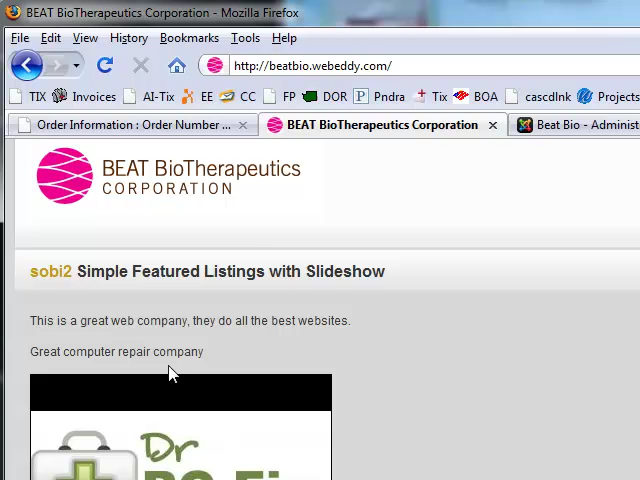 BEAT BioTherapeutics Corporation - Mozilla Firefox
File Edit View History Bookmarks Tools Help
http://beatbio.webeddy.com/
TIX Invoices AI-Tix EE CC FP DOR Pndra Tix BOA cascdlnk Projects
Order Information : Order Number ... BEAT BioTherapeutics Corporation Beat Bio - Administ
BEAT BioTherapeutics
CORPORATION
sobi2 Simple Featured Listings with Slideshow
This is a great web company, they do all the best websites.
Great computer repair company
Dr